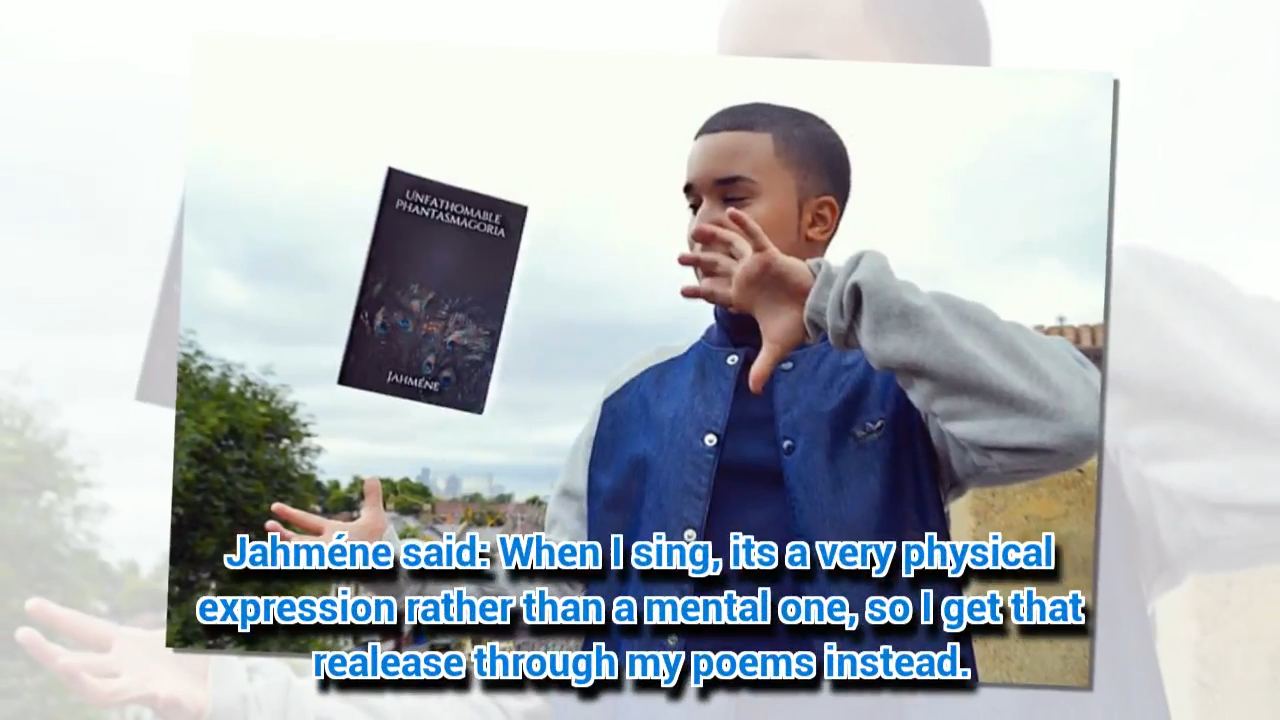 UNFATHOMABLE
PHANTASMAGORIA
JAHMÉNE
Jahméne said: When I sing, its a very physical
expression rather than a mental one, so I get that
realease through my poems instead.